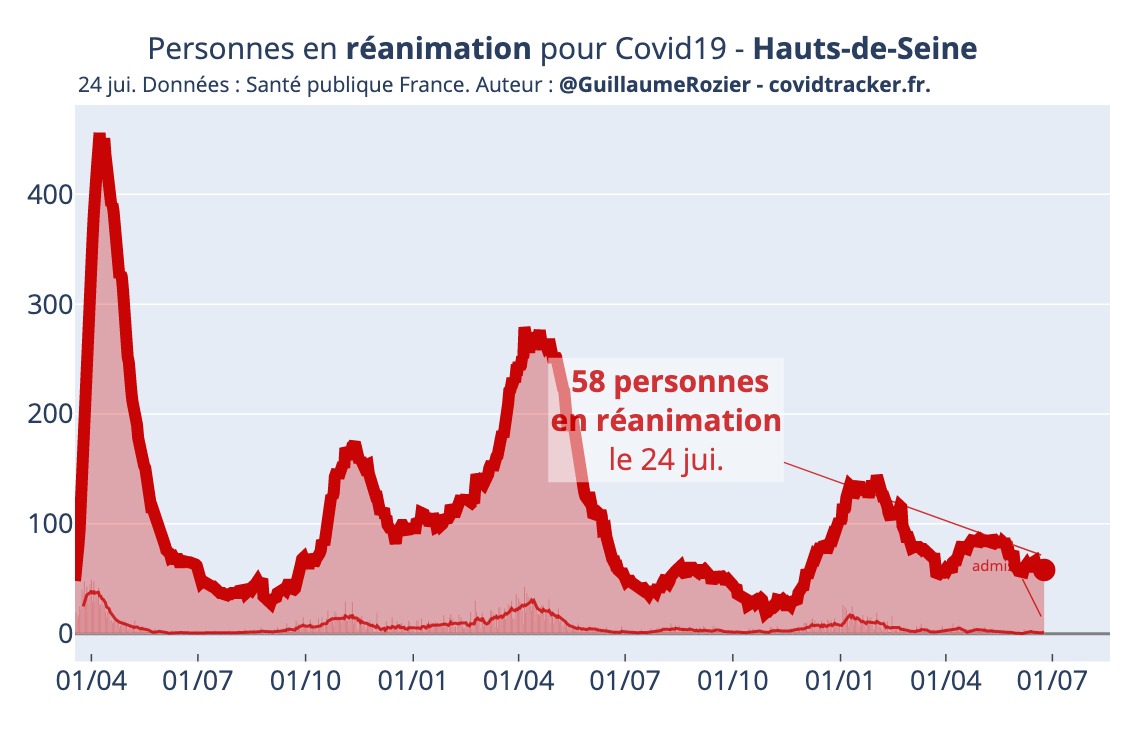 Personnes en réanimation pour Covid19 - Hauts-de-Seine
24 jui. Données : Santé publique France. Auteur : @GuillaumeRozier - covidtracker.fr.
400
300
58 personnes
200
en réanimation
le 24 jui.
100
0
01/04 01/07 01/10 01/01 01/04 01/07 01/10 01/01 01/04 01/07